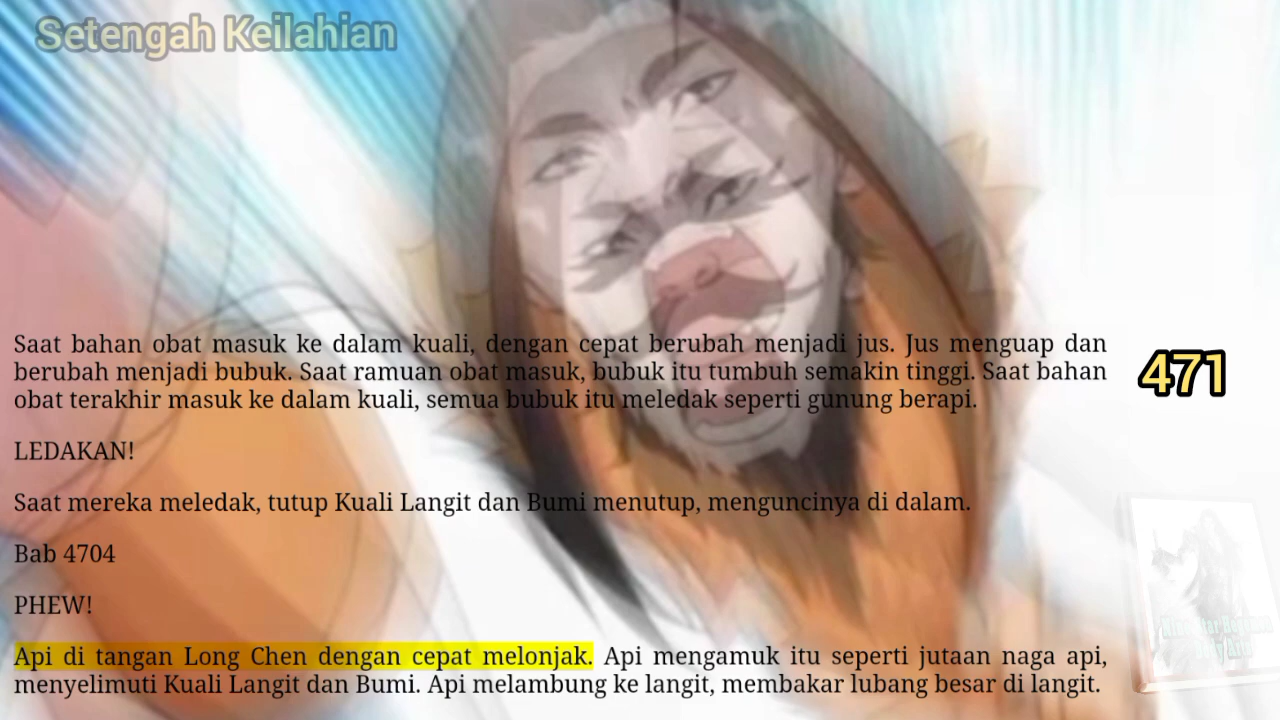 Setengah Keilahian
Saat bahan obat masuk ke dalam kuali, dengan cepat berubah menjadi jus. Jus menguap dan
berubah menjadi bubuk. Saat ramuan obat masuk, bubuk itu tumbuh semakin tinggi. Saat bahan
obat terakhir masuk ke dalam kuali, semua bubuk itu meledak seperti gunung berapi.
471
LEDAKAN!
Saat mereka meledak, tutup Kuali Langit dan Bumi menutup, menguncinya di dalam.
Bab 4704
PHEW!
Api di tangan Long Chen dengan cepat melonjak. Api mengamuk itu seperti jutaan naga api,
menyelimuti Kuali Langit dan Bumi. Api melambung ke langit, membakar lubang besar di langit.